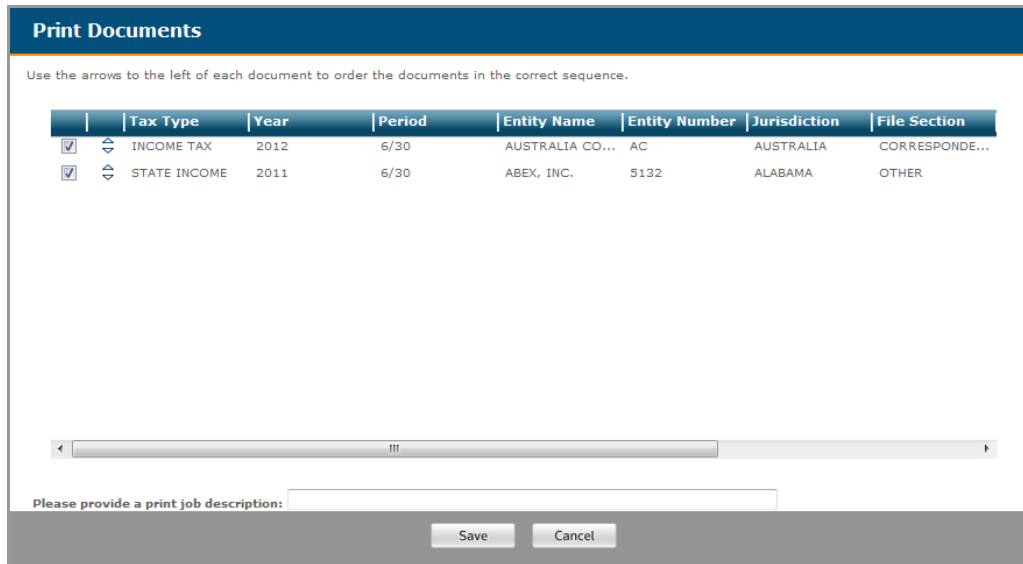 Print Documents
Use the arrows to the left of each document to order the documents in the correct sequence.
Tax Type Year Period Entity Name Entity Number Jurisdiction File Section
INCOME TAX 2012 6/30 AUSTRALIA CO... AC AUSTRALIA CORRESPONDE...
STATE INCOME 2011 6/30 ABEX, INC. 5132 ALABAMA OTHER
Please provide a print job description:
Save Cancel